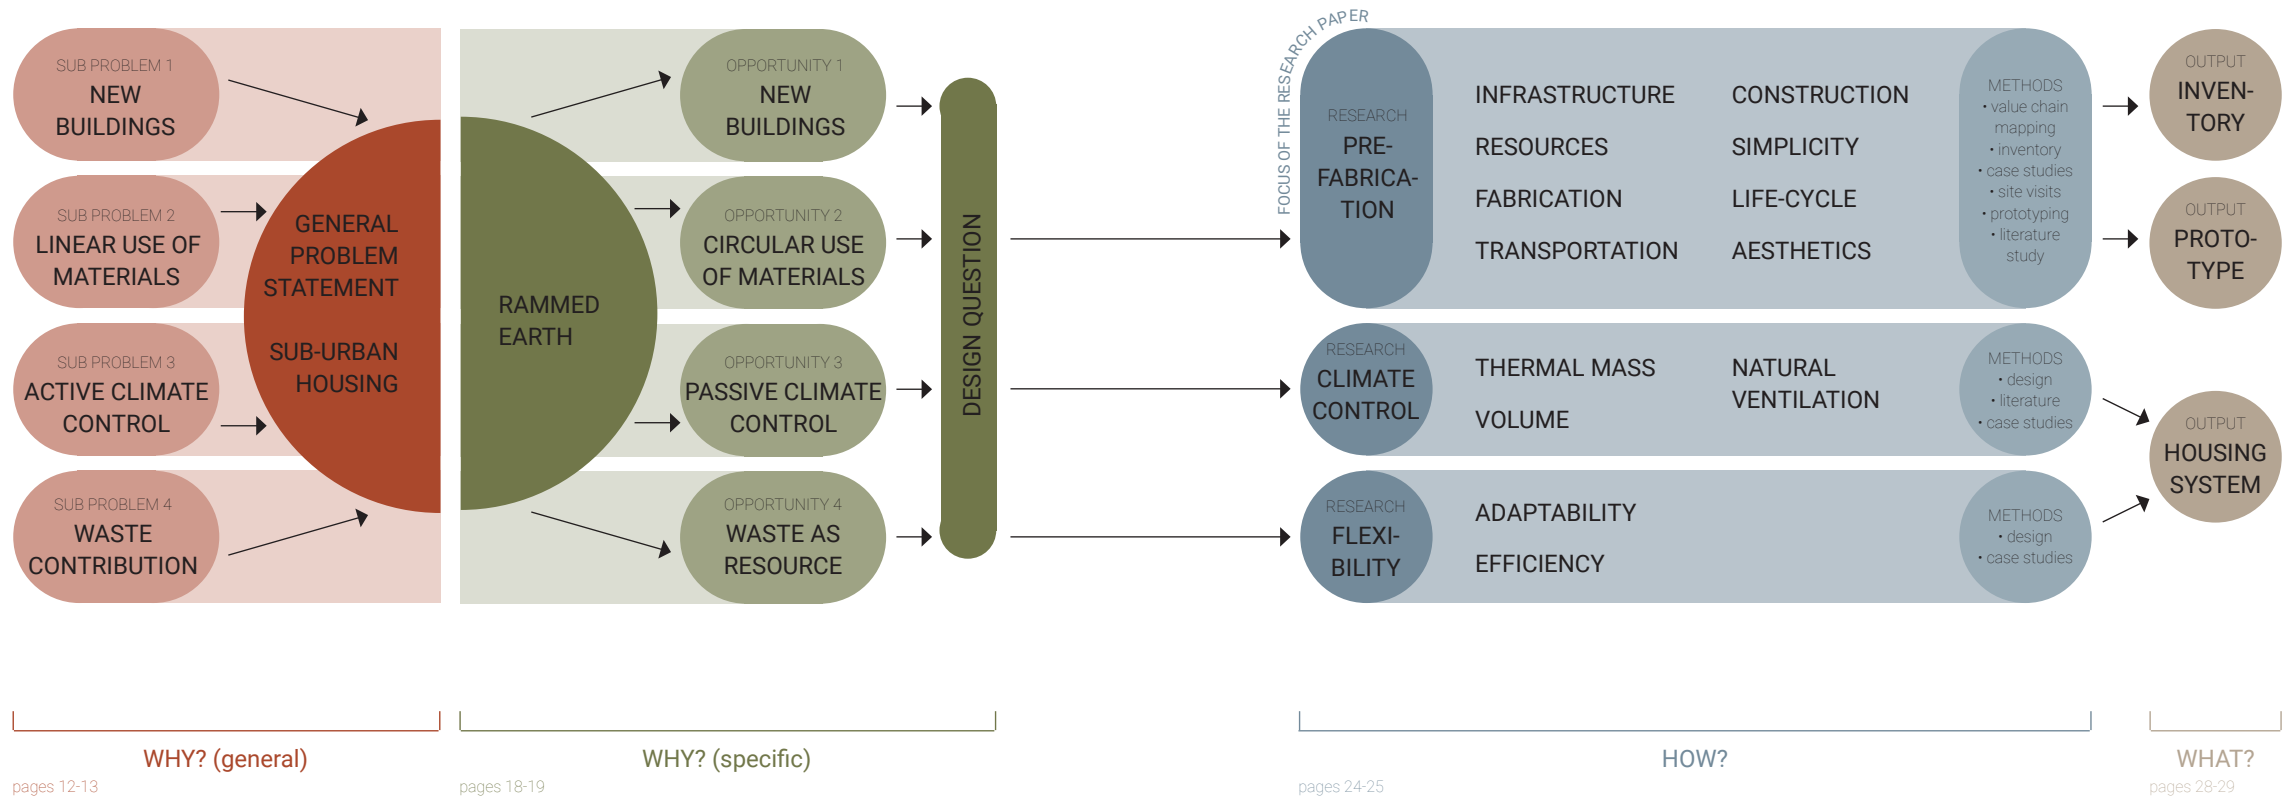 SUB PROBLEM 1
NEW
BUILDINGS
SUB PROBLEM 2
LINEAR USE OF
MATERIALS
SUB PROBLEM 3
ACTIVE CLIMATE
CONTROL
SUB PROBLEM 4
WASTE
CONTRIBUTION
GENERAL
PROBLEM
STATEMENT
SUB-URBAN
HOUSING
RAMMED
EARTH
OPPORTUNITY 1
NEW
BUILDINGS
OPPORTUNITY 2
CIRCULAR USE
OF MATERIALS
OPPORTUNITY 3
PASSIVE CLIMATE
CONTROL
OPPORTUNITY 4
WASTE AS
RESOURCE
DESIGN QUESTION
FOCUS OF THE RESEARCH PAPER
RESEARCH
PRE-
FABRICA-
TION
INFRASTRUCTURE
RESOURCES
FABRICATION
TRANSPORTATION
CONSTRUCTION
SIMPLICITY
LIFE-CYCLE
AESTHETICS
METHODS
• value chain
mapping
• inventory
• case studies
• site visits
• prototyping
• literature
study
OUTPUT
INVEN-
TORY
OUTPUT
PROTO-
TYPE
RESEARCH
CLIMATE
CONTROL
THERMAL MASS
VOLUME
NATURAL
VENTILATION
METHODS
• design
• literature
• case studies
RESEARCH
FLEXI-
BILITY
ADAPTABILITY
EFFICIENCY
METHODS
• design
• case studies
OUTPUT
HOUSING
SYSTEM
WHY? (general)
pages 12-13
WHY? (specific)
pages 18-19
HOW?
pages 24-25
WHAT?
pages 28-29